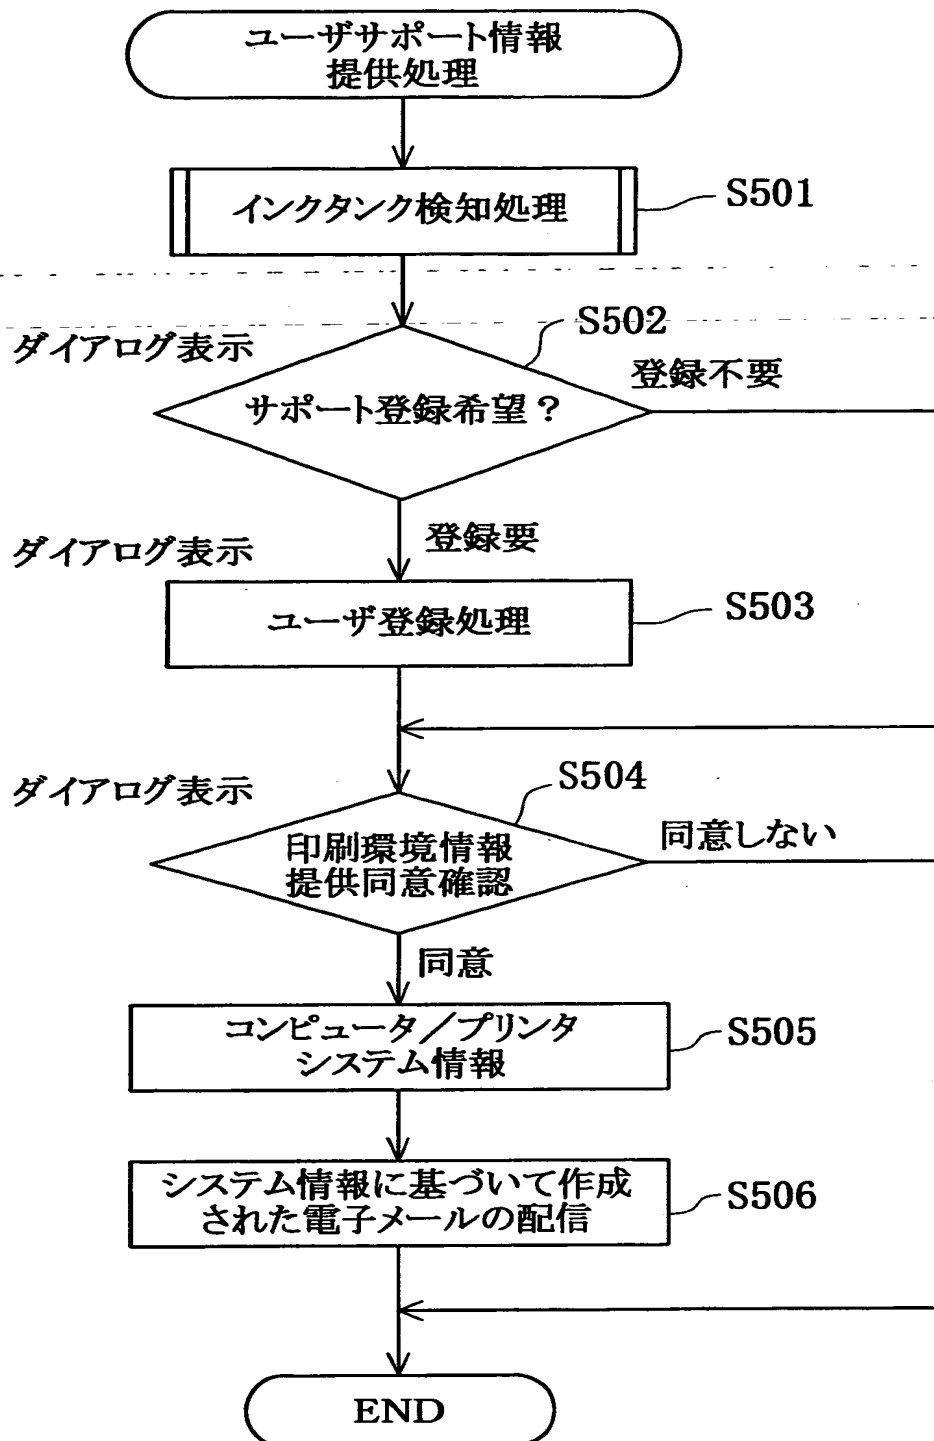 ユーザサポート情報
提供処理
インクタンク検知処理
S501
S502
ダイアログ表示
登録不要
サポート登録希望？
登録要
ダイアログ表示
ユーザ登録処理
S503
S504
ダイアログ表示
同意しない
印刷環境情報
提供同意確認
同意
コンピュータ／プリンタ
システム情報
S505
システム情報に基づいて作成
された電子メールの配信
S506
END